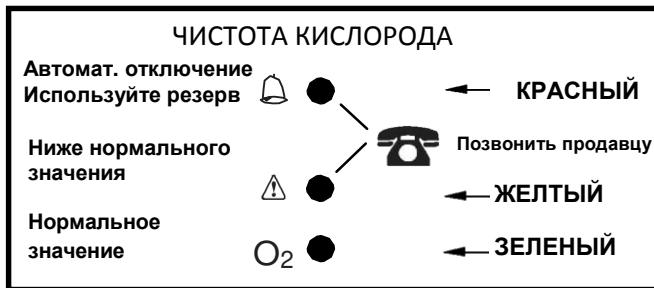 ЧИСТОТА КИСЛОРОДА
Автомат. отключение
Используйте резерв
КРАСНЫЙ
Позвонить продавцу
Ниже нормального
значения
ЖЕЛТЫЙ
Нормальное
значение
O₂
ЗЕЛЕНЫЙ